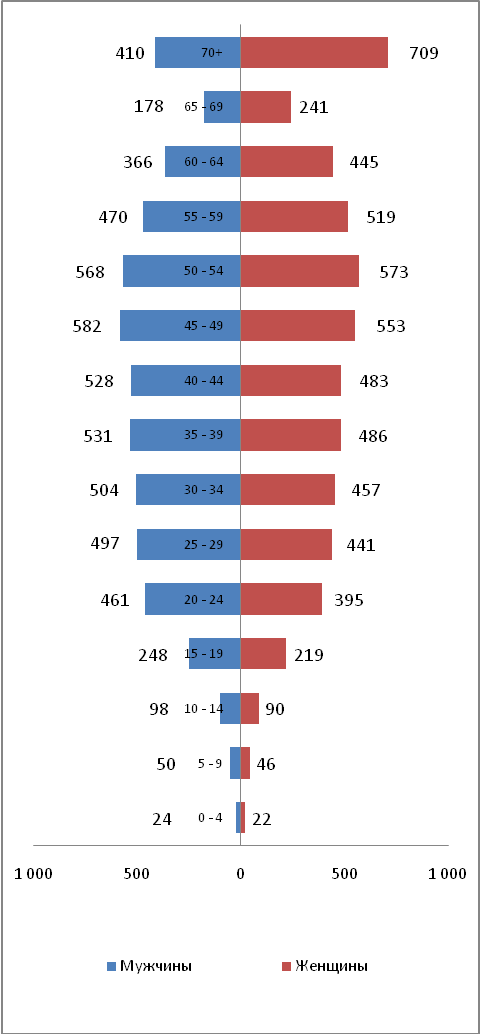 410 70+ 709
178 65 - 69 241
366 60 - 64 445
470 55 - 59 519
568 50 - 54 573
582 45 - 49 553
528 40 - 44 483
531 35 - 39 486
504 30 - 34 457
497 25 - 29 441
461 20 - 24 395
248 15 - 19 219
98 10 - 14 90
50 5 - 9 46
24 0 - 4 22
1 000 500 0 500 1 000
Мужчины Женщины